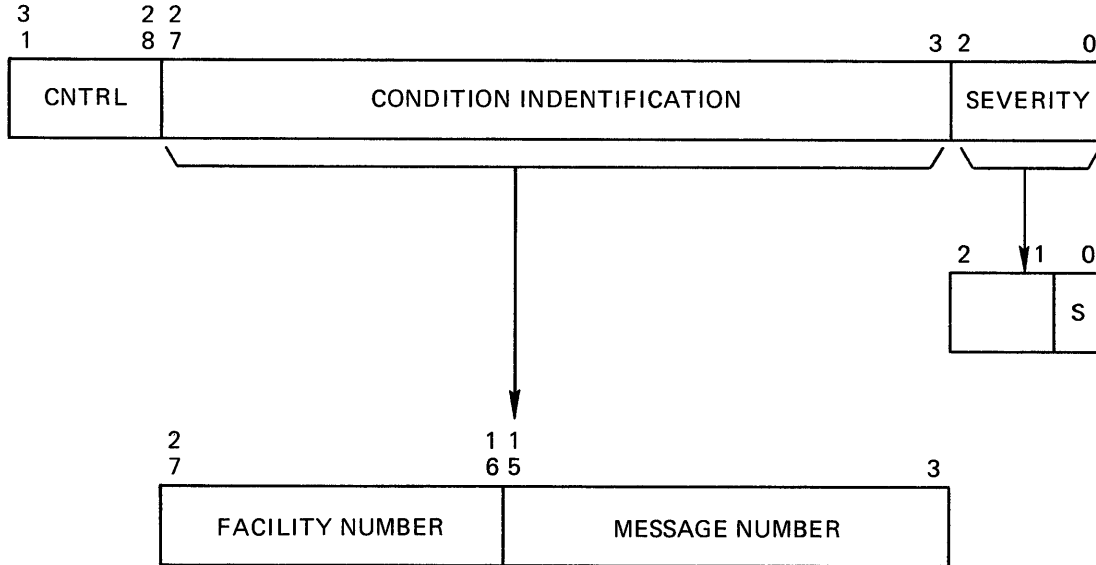 3 2 2
1 8 7 3 2 0
CNTRL CONDITION INDENTIFICATION SEVERITY
2 1 0
S
2 1 1
7 6 5 3
FACILITY NUMBER MESSAGE NUMBER